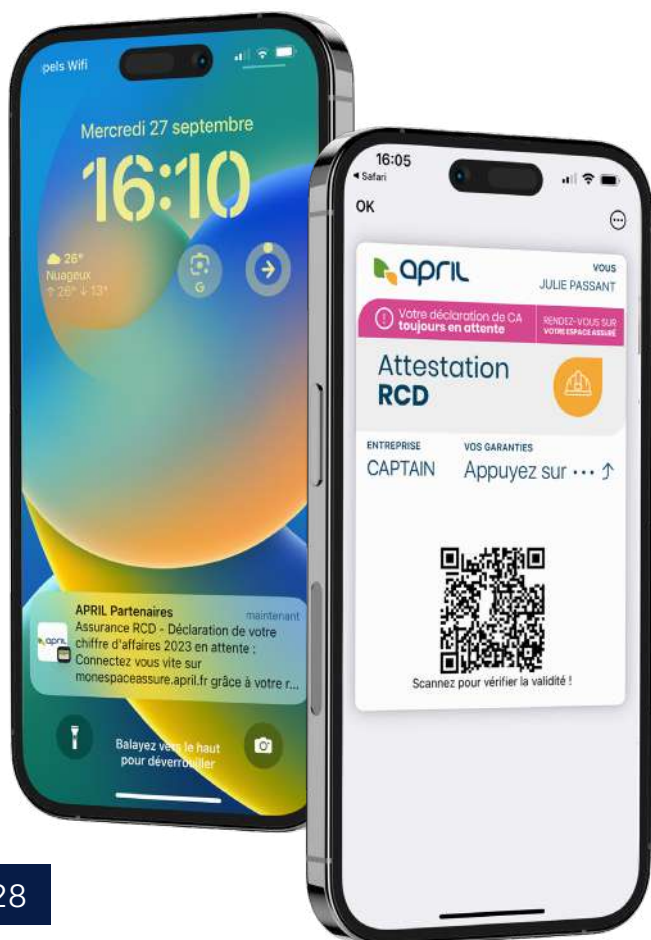 pels Wifi
Mercredi 27 septembre
16:10
26°
Nuageux
↑ 26° ↓ 13°
G
APRIL Partenaires
maintenant
Assurance RCD - Déclaration de votre
chiffre d'affaires 2023 en attente :
Connectez vous vite sur
monespaceassure.april.fr grâce à votre r...
april
Balayez vers le haut
pour déverrouiller
16:05
Safari
OK
april
VOUS
JULIE PASSANT
Votre déclaration de CA
toujours en attente
RENDEZ-VOUS SUR
VOTRE ESPACE ASSURÉ
Attestation
RCD
ENTREPRISE
CAPTAIN
VOS GARANTIES
Appuyez sur ··· ↑
Scannez pour vérifier la validité !
28